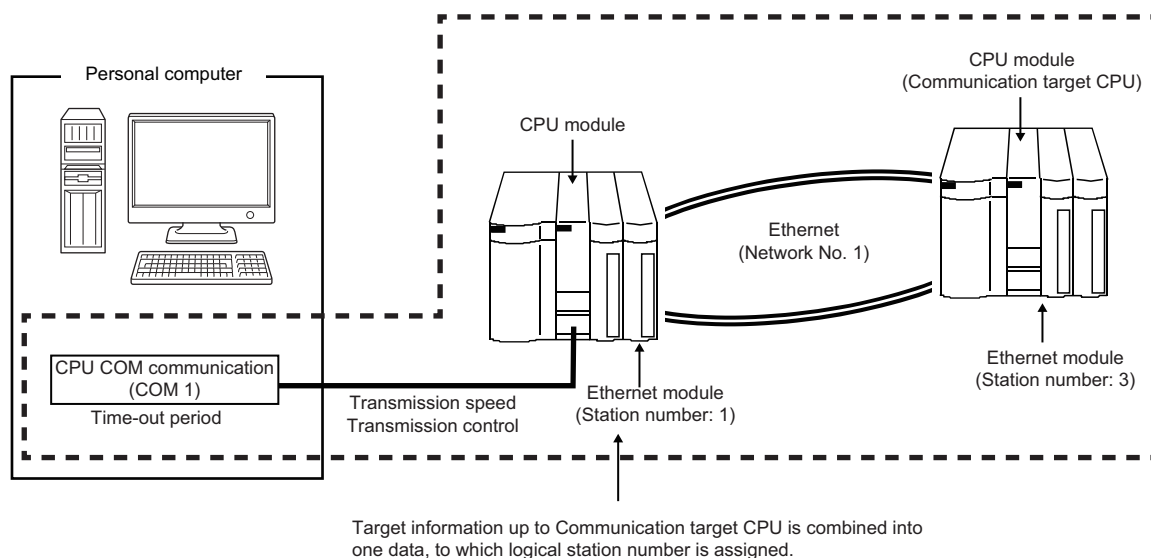 Personal computer
CPU module
(Communication target CPU)
CPU module
Ethernet
(Network No. 1)
CPU COM communication
(COM 1)
Time-out period
Transmission speed
Transmission control
Ethernet module
(Station number: 1)
Ethernet module
(Station number: 3)
Target information up to Communication target CPU is combined into
one data, to which logical station number is assigned.